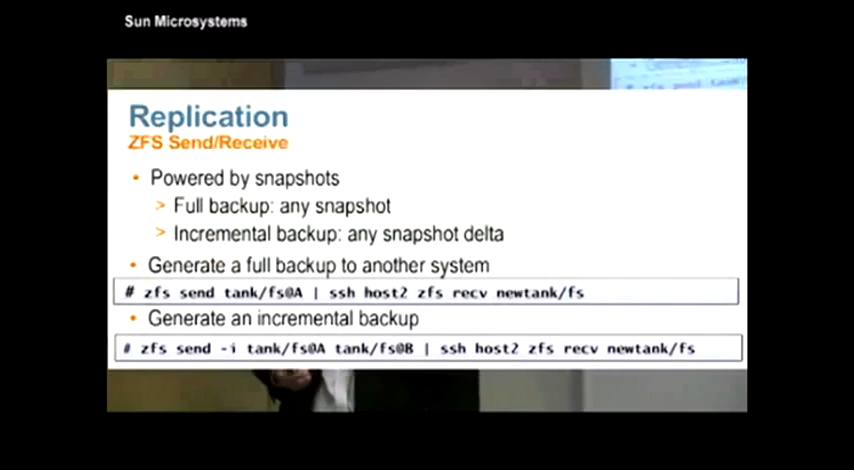 Sun Microsystems
Replication
ZFS Send/Receive
• Powered by snapshots
> Full backup: any snapshot
> Incremental backup: any snapshot delta
• Generate a full backup to another system
# zfs send tank/fs@A | ssh host2 zfs recv newtank/fs
• Generate an incremental backup
# zfs send -i tank/fs@A tank/fs@B | ssh host2 zfs recv newtank/fs